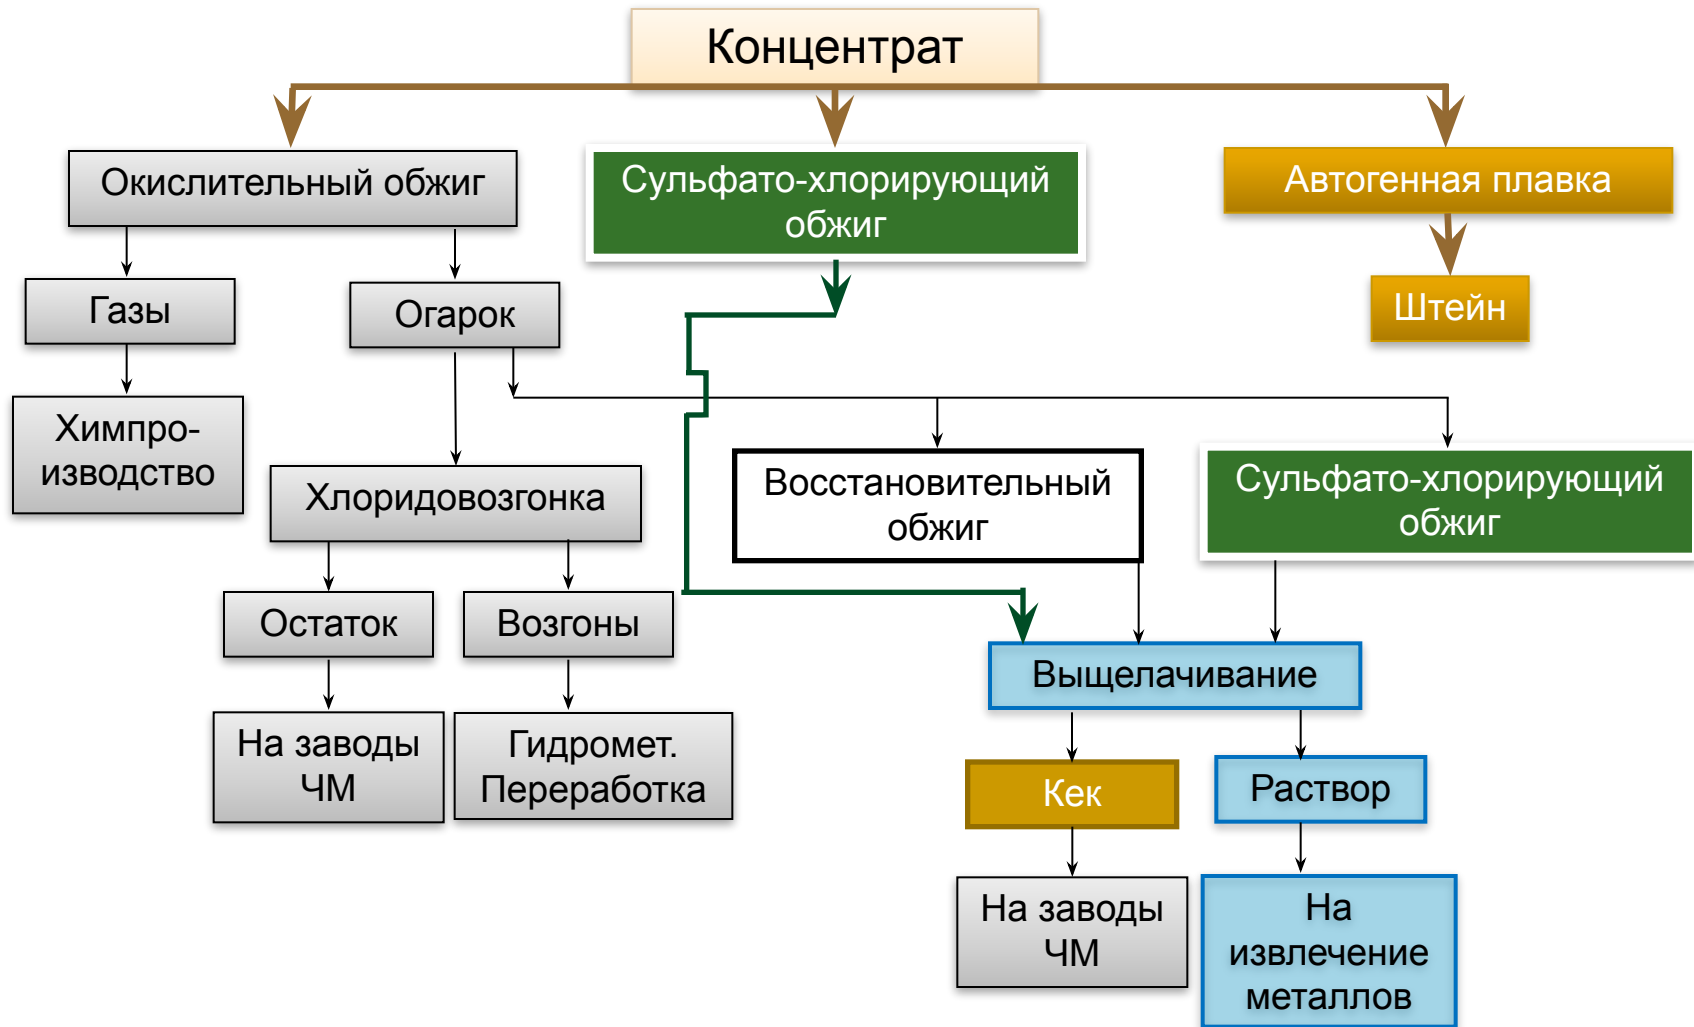 Концентрат
Окислительный обжиг
Сульфато-хлорирующий
обжиг
Автогенная плавка
Газы
Огарок
Штейн
Химпро-
изводство
Хлоридовозгонка
Восстановительный
обжиг
Сульфато-хлорирующий
обжиг
Остаток
Возгоны
Выщелачивание
На заводы
ЧМ
Гидромет.
Переработка
Кек
Раствор
На заводы
ЧМ
На
извлечение
металлов